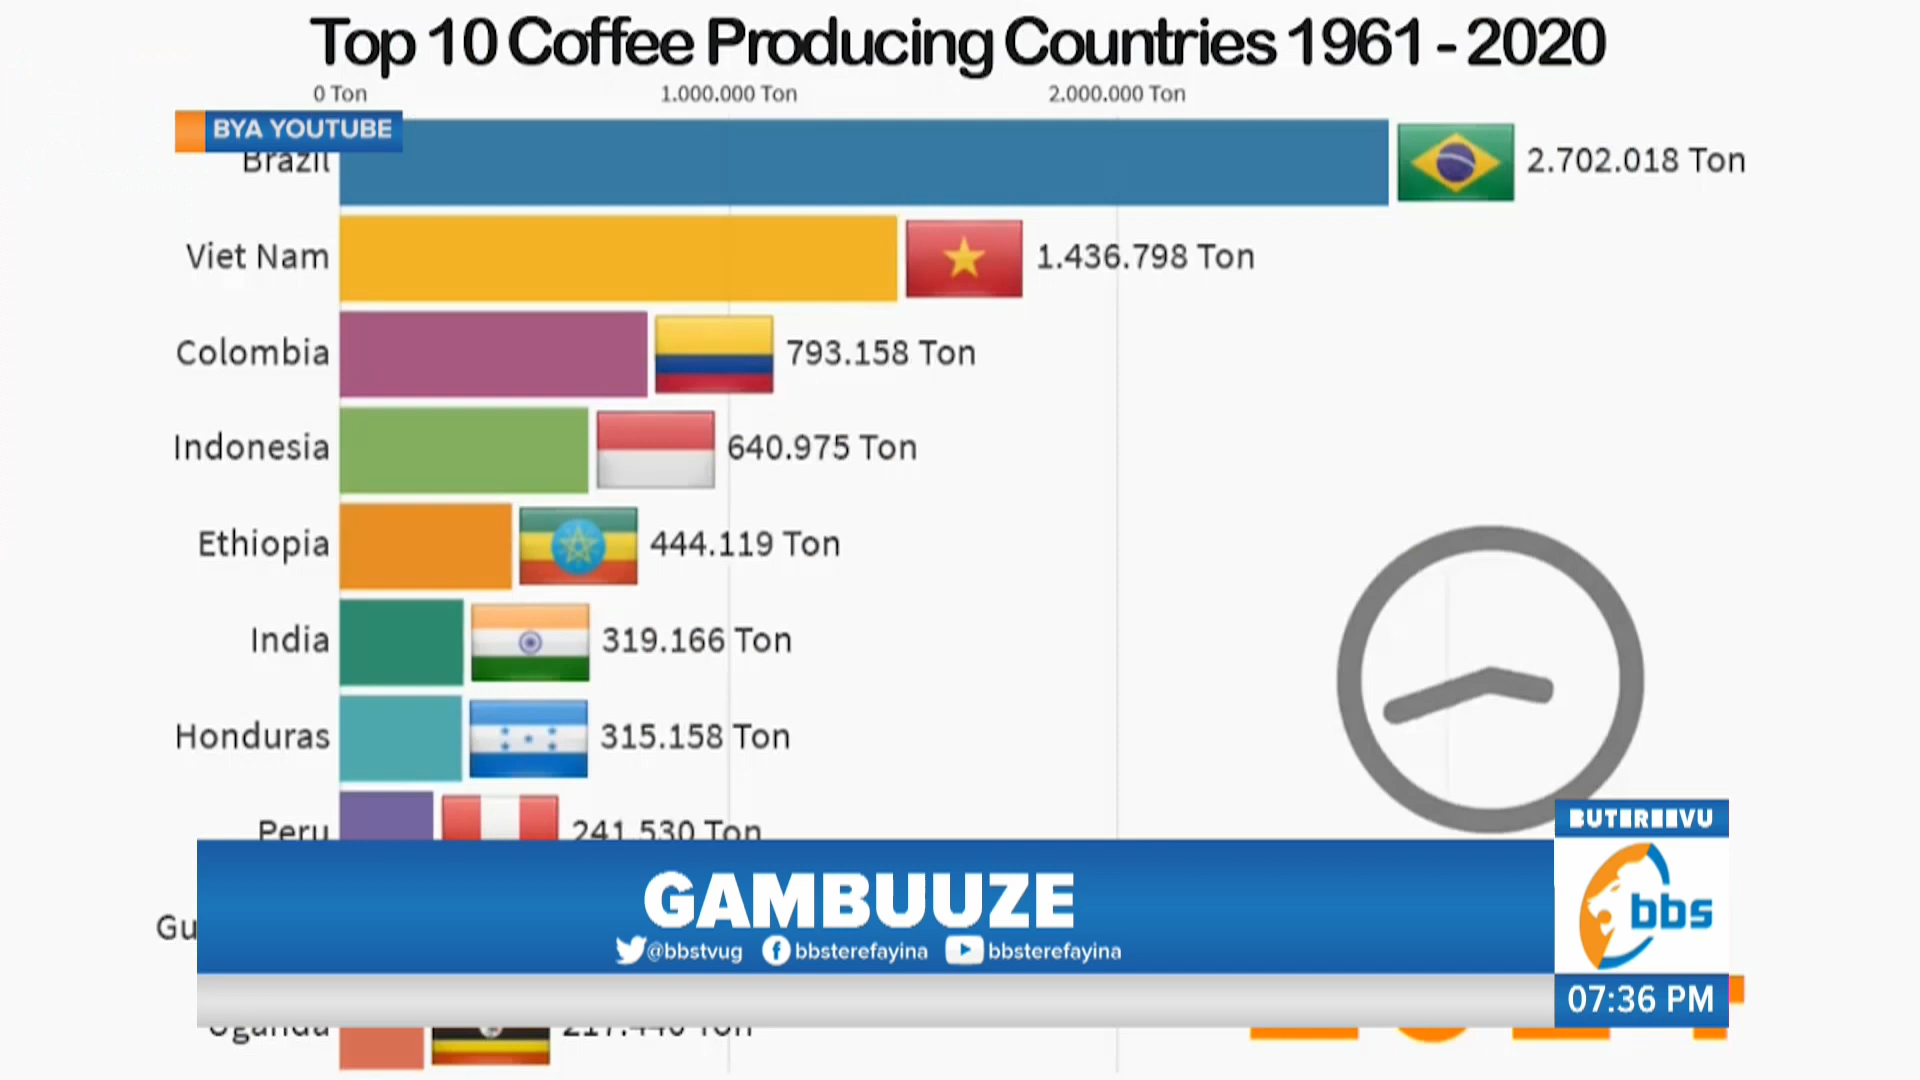 Top 10 Coffee Producing Countries 1961 - 2020
0 Ton 1.000.000 Ton 2.000.000 Ton
BYA YOUTUBE
Brazil 2.702.018 Ton
Viet Nam 1.436.798 Ton
Colombia 793.158 Ton
Indonesia 640.975 Ton
Ethiopia 444.119 Ton
India 319.166 Ton
Honduras 315.158 Ton
Peru 241.530 Ton
BUTEREEVU
GAMBUUZE
bbs
Gu
@bbstvug bbsterefayina bbsterefayina
07:36 PM
Uganda Ton